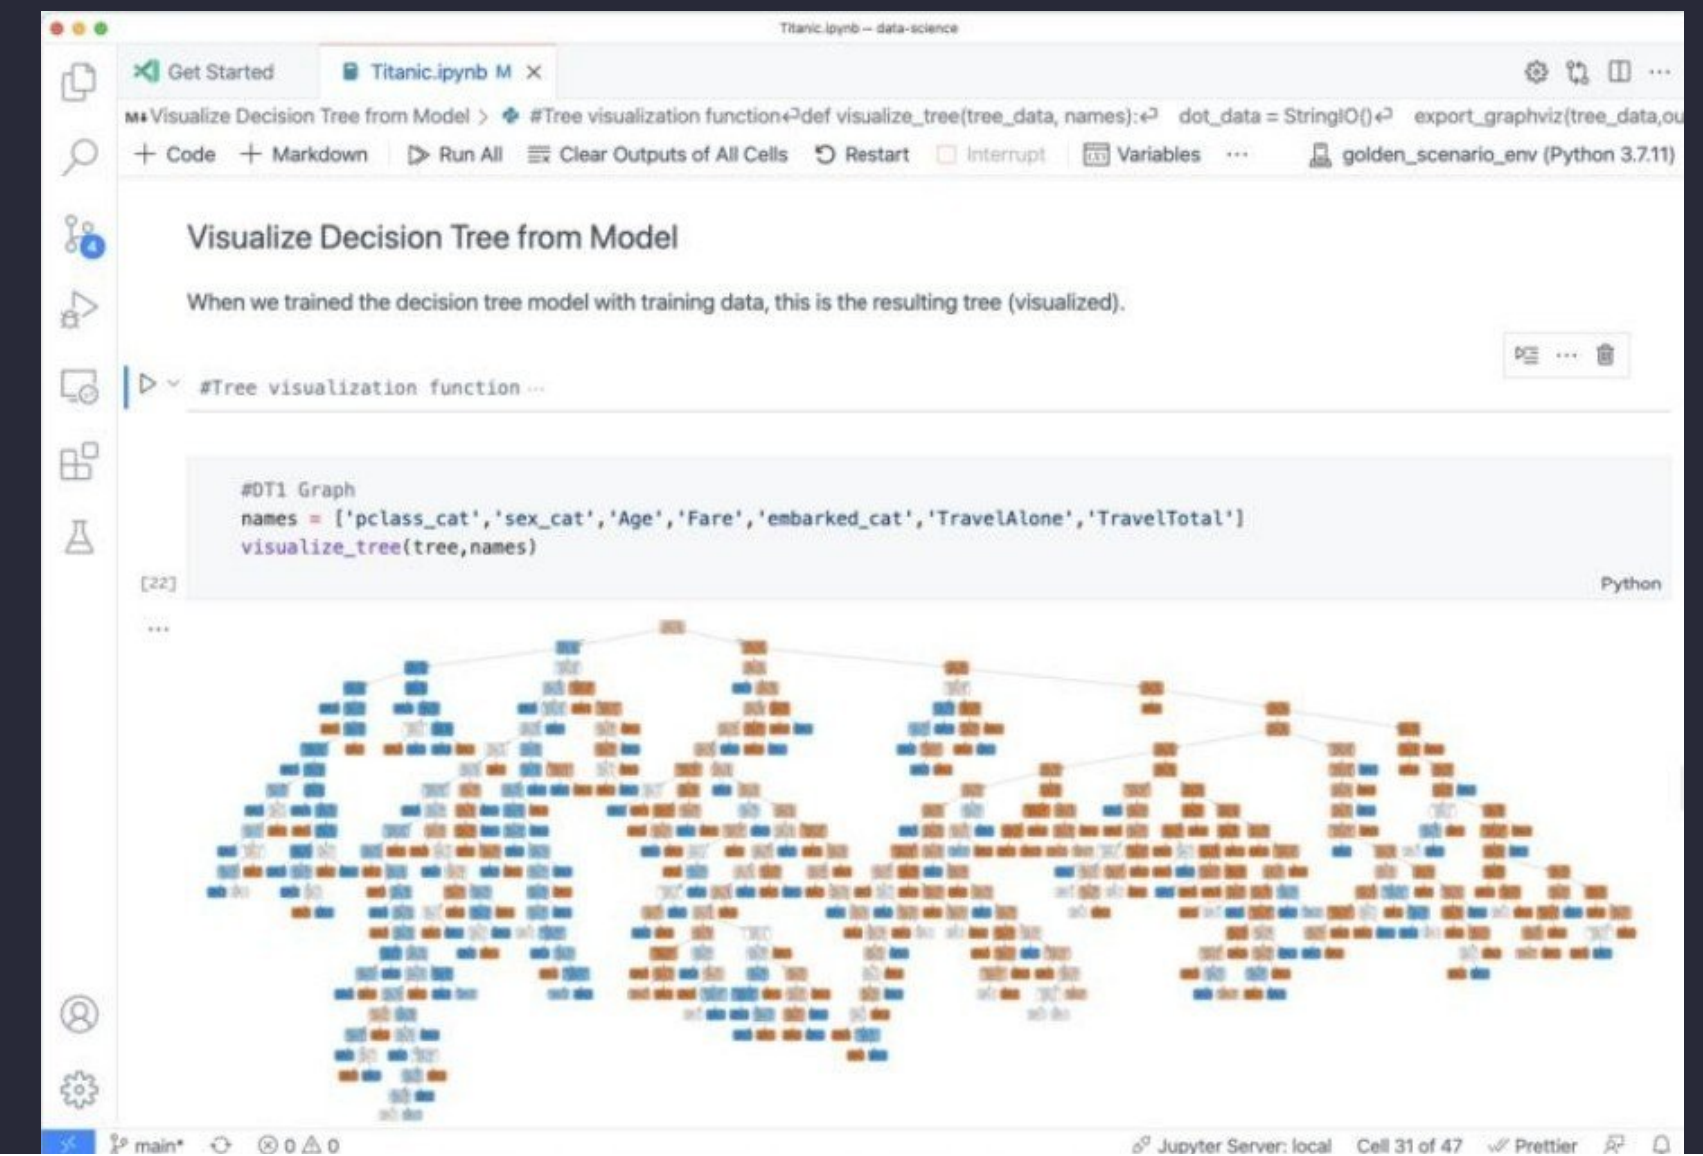 Titanic.ipynb — data-science
Get Started
Titanic.ipynb M
M↓ Visualize Decision Tree from Model > #Tree visualization function↵def visualize_tree(tree_data, names):↵ dot_data = StringIO()↵ export_graphviz(tree_data,ou
+ Code + Markdown Run All Clear Outputs of All Cells Restart Interrupt Variables ··· golden_scenario_env (Python 3.7.11)
4
Visualize Decision Tree from Model
When we trained the decision tree model with training data, this is the resulting tree (visualized).
#Tree visualization function ···
#DT1 Graph
names = ['pclass_cat','sex_cat','Age','Fare','embarked_cat','TravelAlone','TravelTotal']
visualize_tree(tree,names)
[22]
Python
main* 0 0 Jupyter Server: local Cell 31 of 47 Prettier